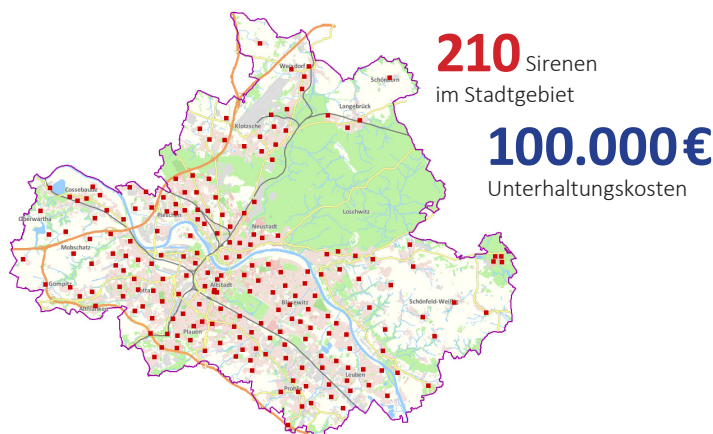 210 Sirenen
im Stadtgebiet
100.000 €
Unterhaltungskosten
Weixdorf
Schönborn
Langebrück
Klotzsche
Cossebaude
Oberwartha
Pieschen
Loschwitz
Neustadt
Mobschatz
Gompitz
Cotta
Altstadt
Blasewitz
Schönfeld-Weißig
Altfranken
Plauen
Leuben
Prohlis